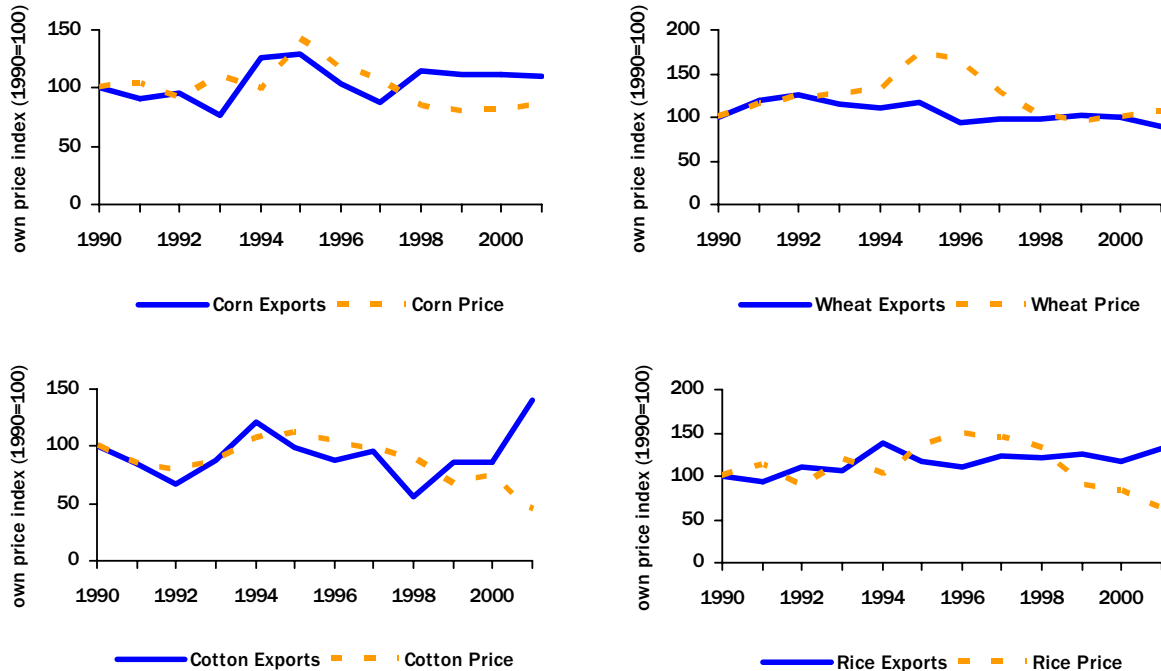 own price index (1990=100)
150
100
50
0
1990 1992 1994 1996 1998 2000
Corn Exports Corn Price
own price index (1990=100)
200
150
100
50
0
1990 1992 1994 1996 1998 2000
Wheat Exports Wheat Price
own price index (1990=100)
150
100
50
0
1990 1992 1994 1996 1998 2000
Cotton Exports Cotton Price
own price index (1990=100)
200
150
100
50
0
1990 1992 1994 1996 1998 2000
Rice Exports Rice Price